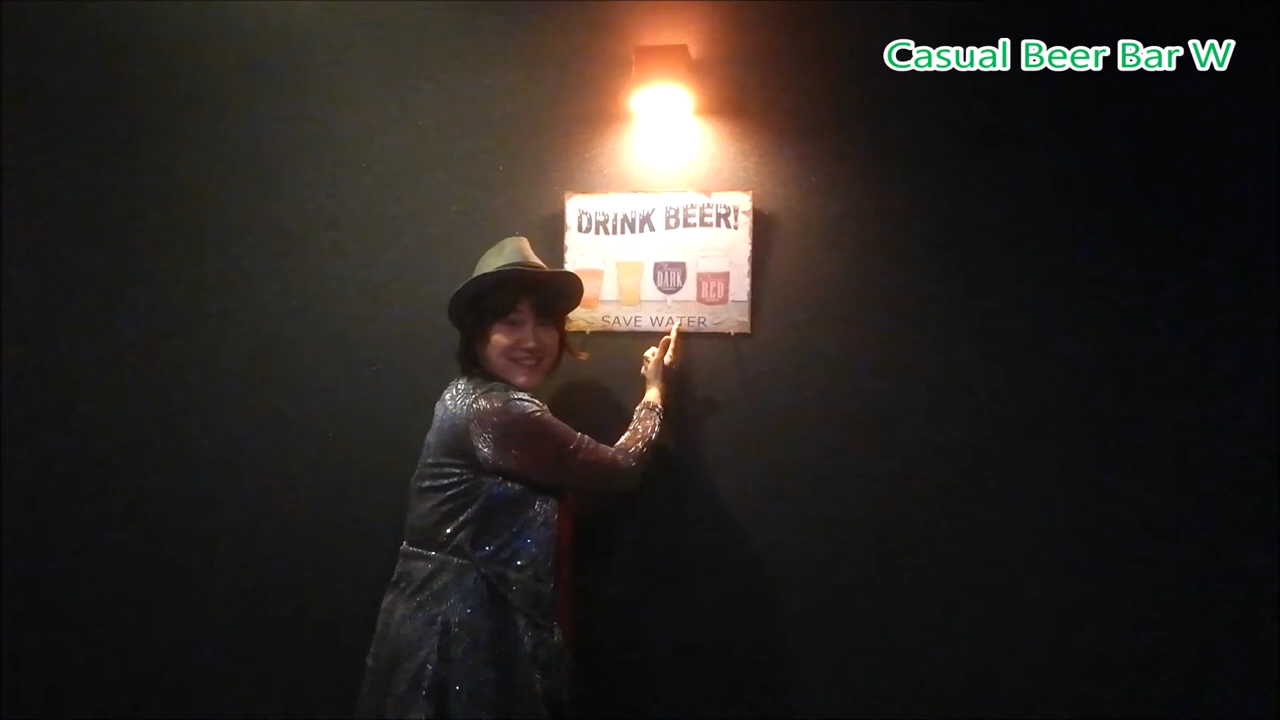 Casual Beer Bar W
DRINK BEER!
DARK
RED
SAVE WATER